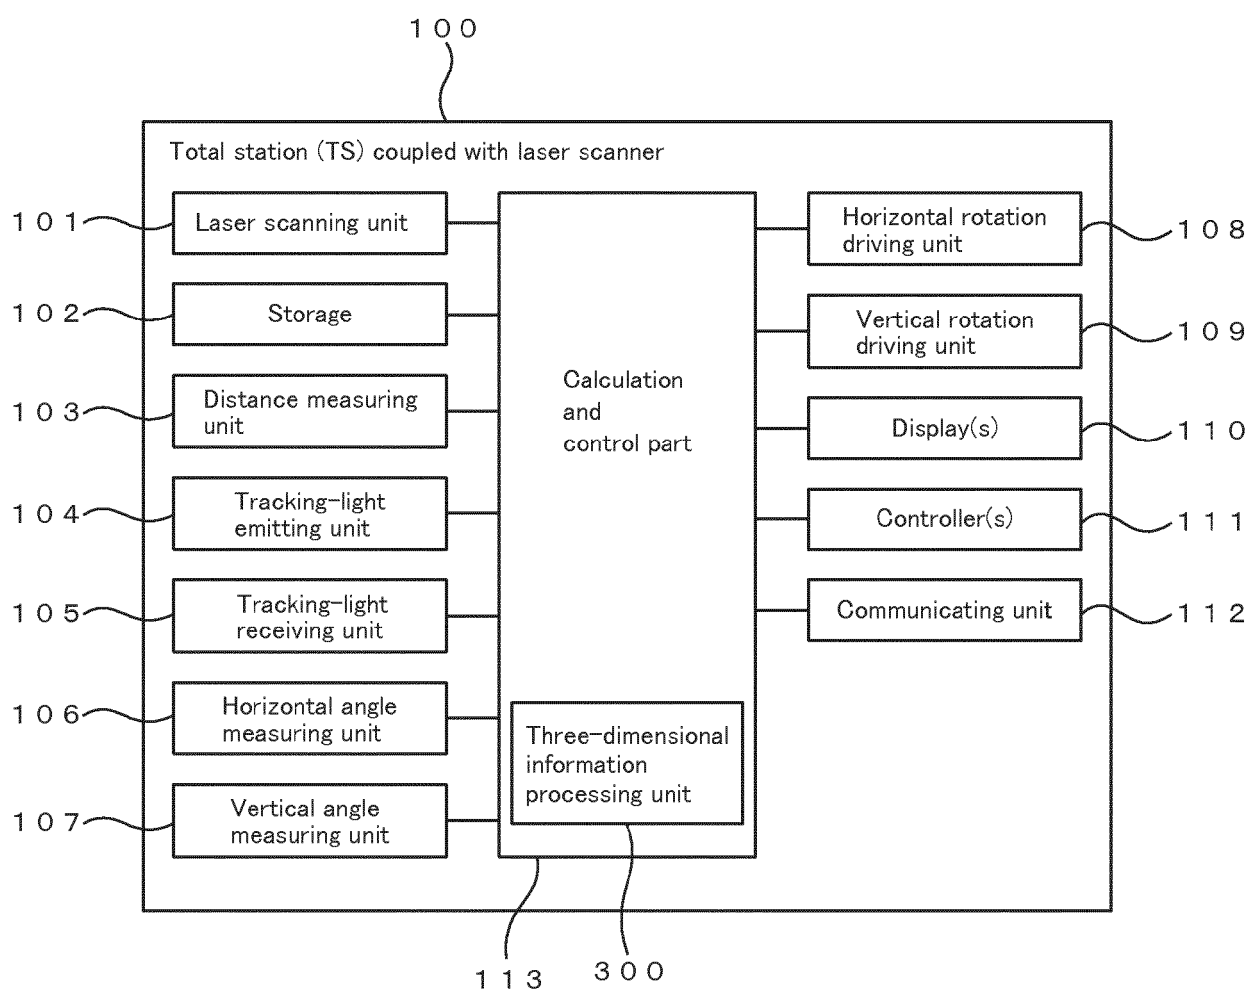 １００
Total station (TS) coupled with laser scanner
１０１
Laser scanning unit
１０２
Storage
１０３
Distance measuring
unit
１０４
Tracking-light
emitting unit
１０５
Tracking-light
receiving unit
１０６
Horizontal angle
measuring unit
１０７
Vertical angle
measuring unit
Calculation
and
control part
Three-dimensional
information
processing unit
１１３
３００
Horizontal rotation
driving unit
１０８
Vertical rotation
driving unit
１０９
Display(s)
１１０
Controller(s)
１１１
Communicating unit
１１２